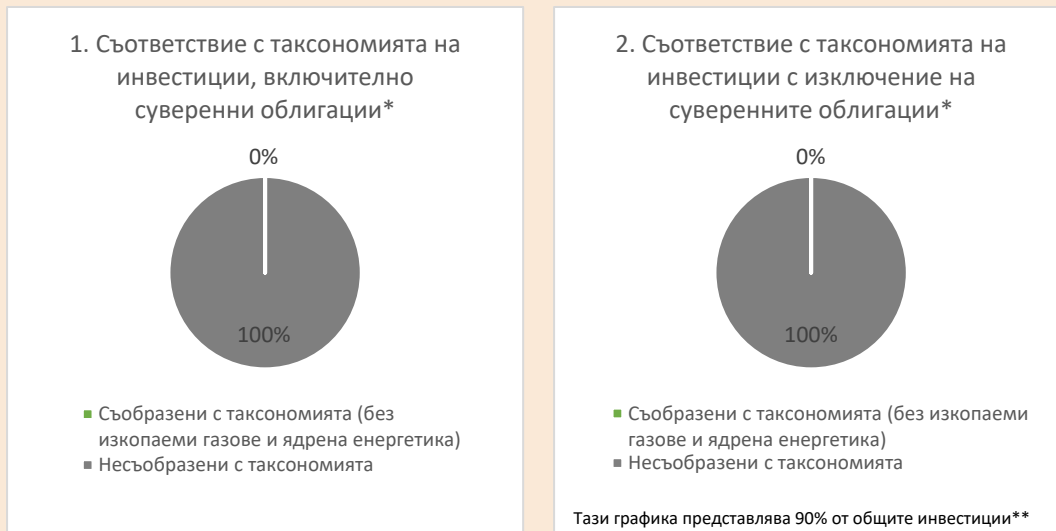 1. Съответствие с таксономията на
инвестиции, включително
суверенни облигации*
0%
100%
Съобразени с таксономията (без
изкопаеми газове и ядрена енергетика)
Несъобразени с таксономията
2. Съответствие с таксономията на
инвестиции с изключение на
суверенните облигации*
0%
100%
Съобразени с таксономията (без изкопаеми
газове и ядрена енергетика)
Несъобразени с таксономията
Тази графика представлява 90% от общите инвестиции**